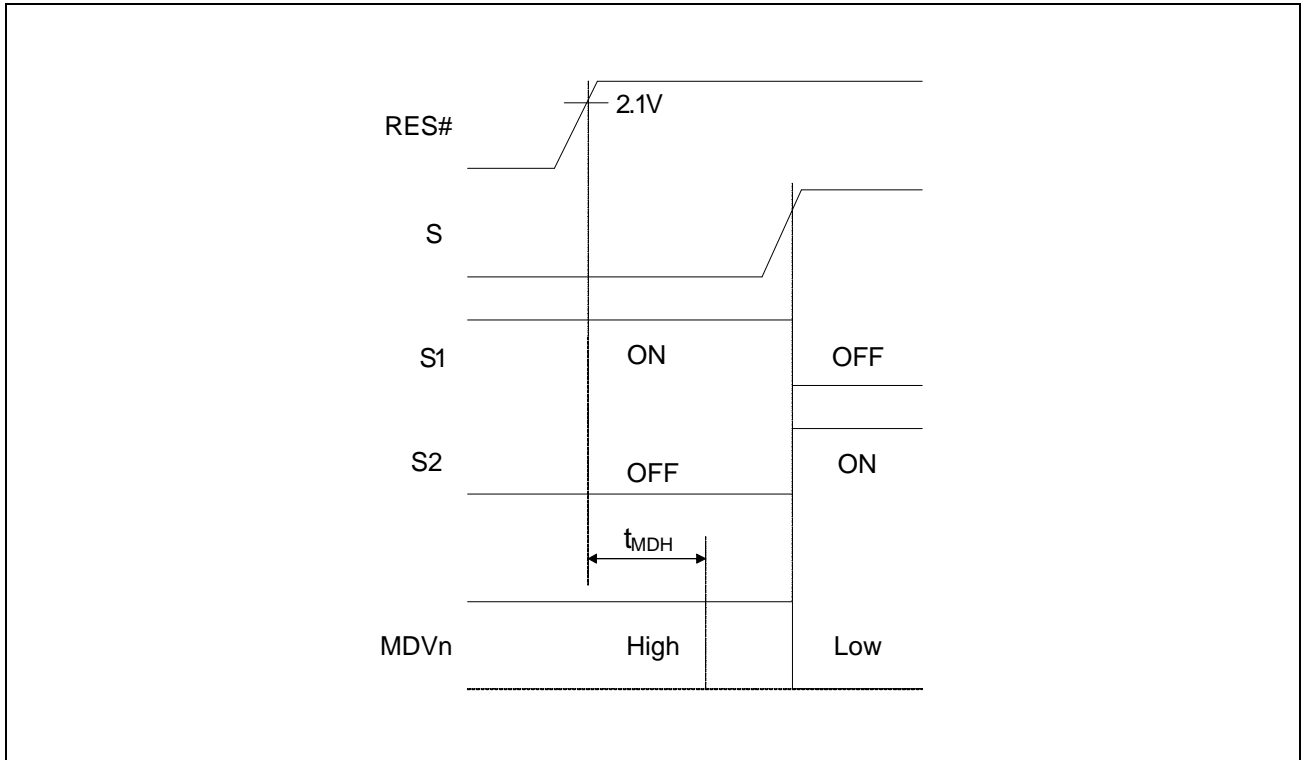 2.1V
RES#
S
S1 ON OFF
S2 OFF ON
tMDH
MDVn High Low